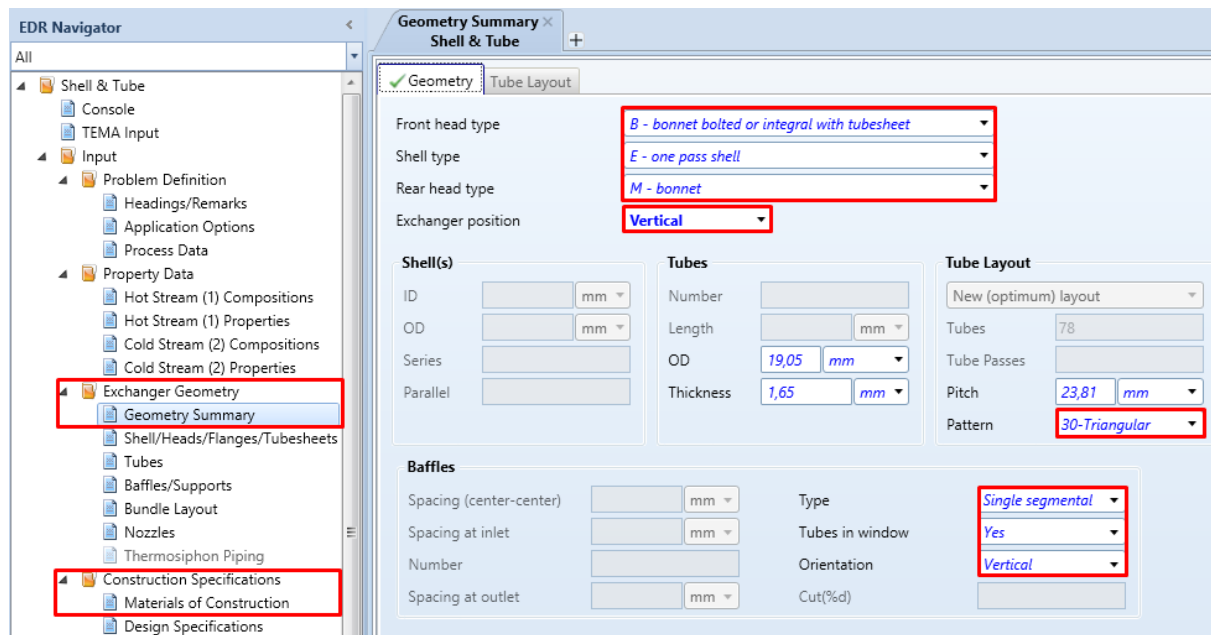 EDR Navigator
All
Shell & Tube
Console
TEMA Input
Input
Problem Definition
Headings/Remarks
Application Options
Process Data
Property Data
Hot Stream (1) Compositions
Hot Stream (1) Properties
Cold Stream (2) Compositions
Cold Stream (2) Properties
Exchanger Geometry
Geometry Summary
Shell/Heads/Flanges/Tubesheets
Tubes
Baffles/Supports
Bundle Layout
Nozzles
Thermosiphon Piping
Construction Specifications
Materials of Construction
Design Specifications
Geometry Summary
Shell & Tube
Geometry Tube Layout
Front head type B - bonnet bolted or integral with tubesheet
Shell type E - one pass shell
Rear head type M - bonnet
Exchanger position Vertical
Shell(s)
ID mm
OD mm
Series
Parallel
Tubes
Number
Length mm
OD 19,05 mm
Thickness 1,65 mm
Tube Layout
New (optimum) layout
Tubes 78
Tube Passes
Pitch 23,81 mm
Pattern 30-Triangular
Baffles
Spacing (center-center) mm
Spacing at inlet mm
Number
Spacing at outlet mm
Type Single segmental
Tubes in window Yes
Orientation Vertical
Cut(%d)